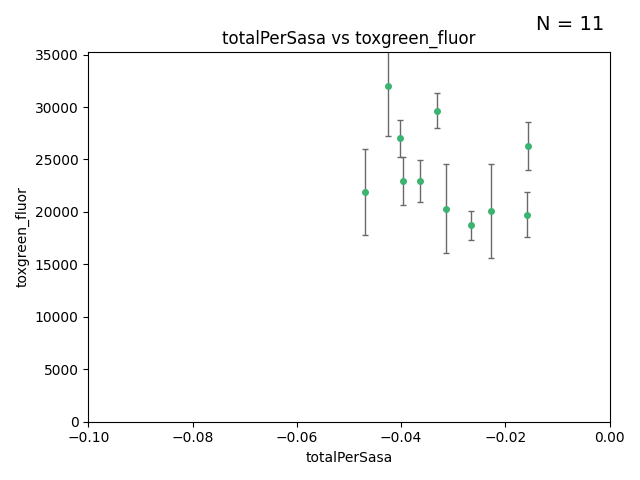 N = 11
totalPerSasa vs toxgreen_fluor
35000
30000
25000
20000
15000
10000
5000
0
toxgreen_fluor
−0.10 −0.08 −0.06 −0.04 −0.02 0.00
totalPerSasa